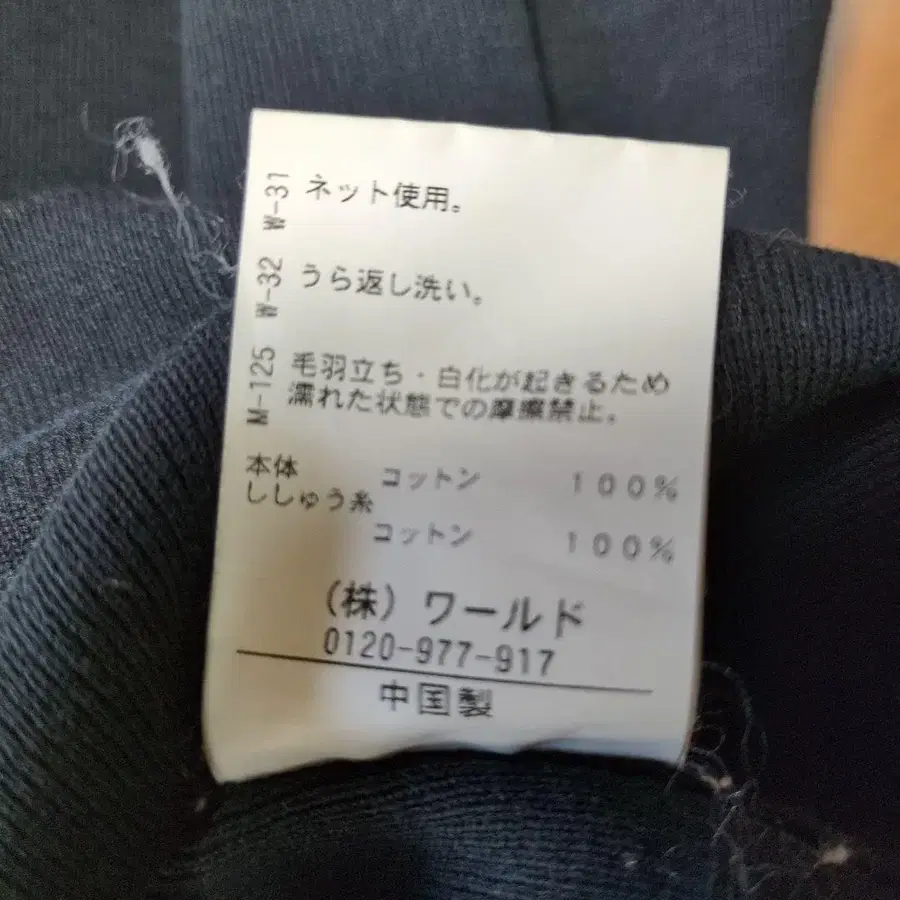 W-31 ネット使用。
W-32 うら返し洗い。
M-125 毛羽立ち・白化が起きるため
濡れた状態での摩擦禁止。
本体 コットン 100%
ししゅう糸
コットン 100%
（株）ワールド
0120-977-917
中国製